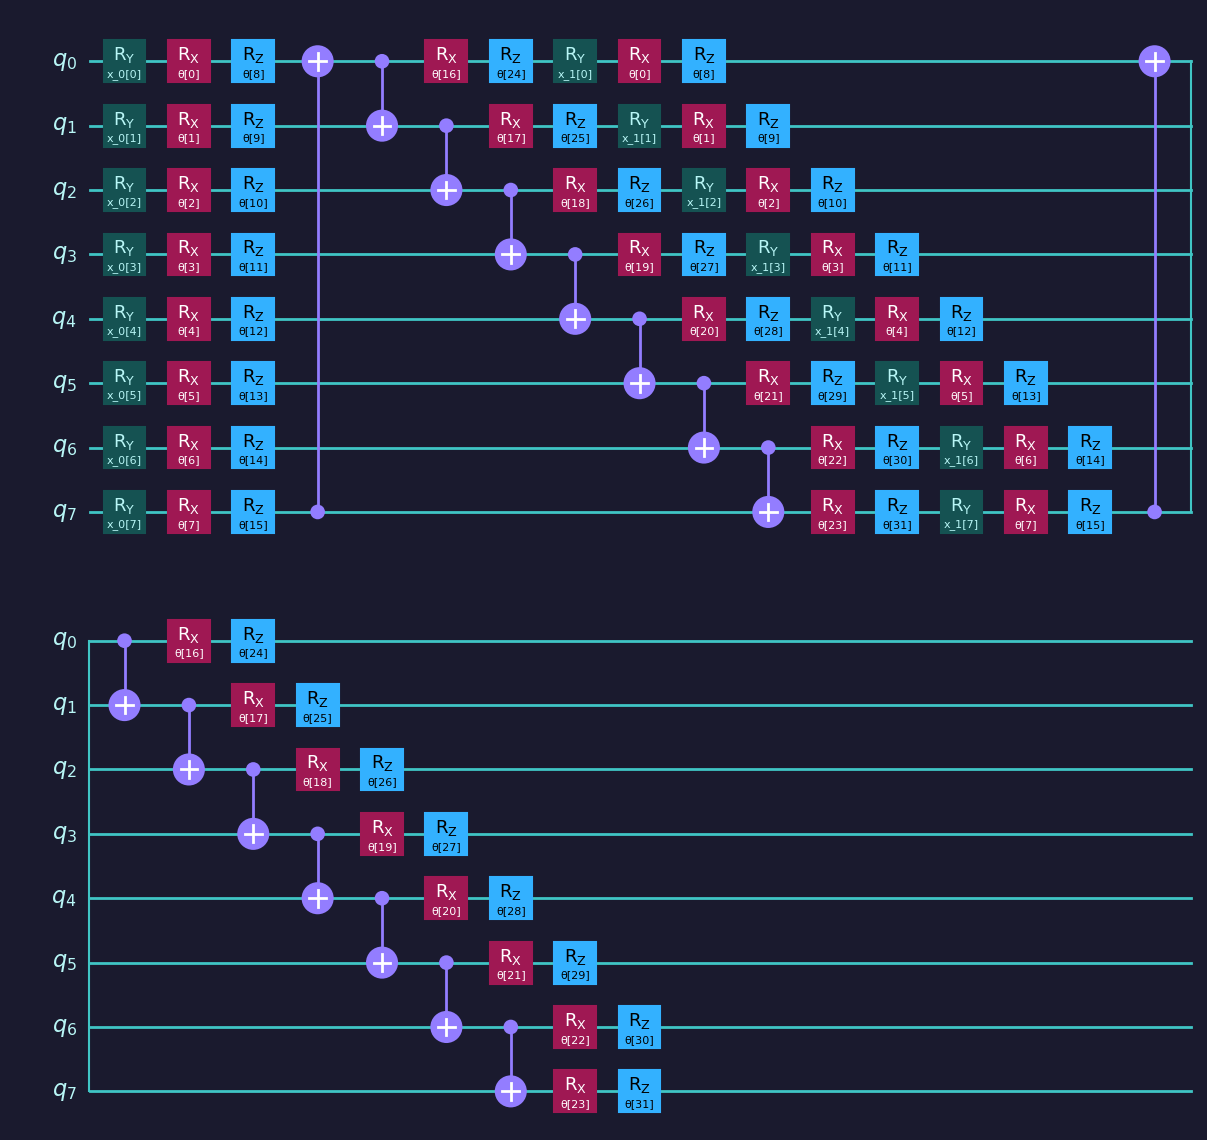 q0 RY x_0[0] RX θ[0] RZ θ[8] RX θ[16] RZ θ[24] RY x_1[0] RX θ[0] RZ θ[8]
q1 RY x_0[1] RX θ[1] RZ θ[9] RX θ[17] RZ θ[25] RY x_1[1] RX θ[1] RZ θ[9]
q2 RY x_0[2] RX θ[2] RZ θ[10] RX θ[18] RZ θ[26] RY x_1[2] RX θ[2] RZ θ[10]
q3 RY x_0[3] RX θ[3] RZ θ[11] RX θ[19] RZ θ[27] RY x_1[3] RX θ[3] RZ θ[11]
q4 RY x_0[4] RX θ[4] RZ θ[12] RX θ[20] RZ θ[28] RY x_1[4] RX θ[4] RZ θ[12]
q5 RY x_0[5] RX θ[5] RZ θ[13] RX θ[21] RZ θ[29] RY x_1[5] RX θ[5] RZ θ[13]
q6 RY x_0[6] RX θ[6] RZ θ[14] RX θ[22] RZ θ[30] RY x_1[6] RX θ[6] RZ θ[14]
q7 RY x_0[7] RX θ[7] RZ θ[15] RX θ[23] RZ θ[31] RY x_1[7] RX θ[7] RZ θ[15]
q0 RX θ[16] RZ θ[24]
q1 RX θ[17] RZ θ[25]
q2 RX θ[18] RZ θ[26]
q3 RX θ[19] RZ θ[27]
q4 RX θ[20] RZ θ[28]
q5 RX θ[21] RZ θ[29]
q6 RX θ[22] RZ θ[30]
q7 RX θ[23] RZ θ[31]